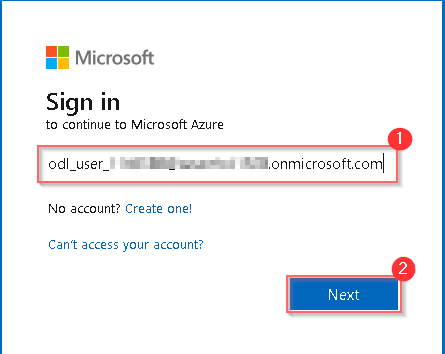 Microsoft
Sign in
to continue to Microsoft Azure
1
odl_user_ .onmicrosoft.com
No account? Create one!
Can't access your account?
2
Next